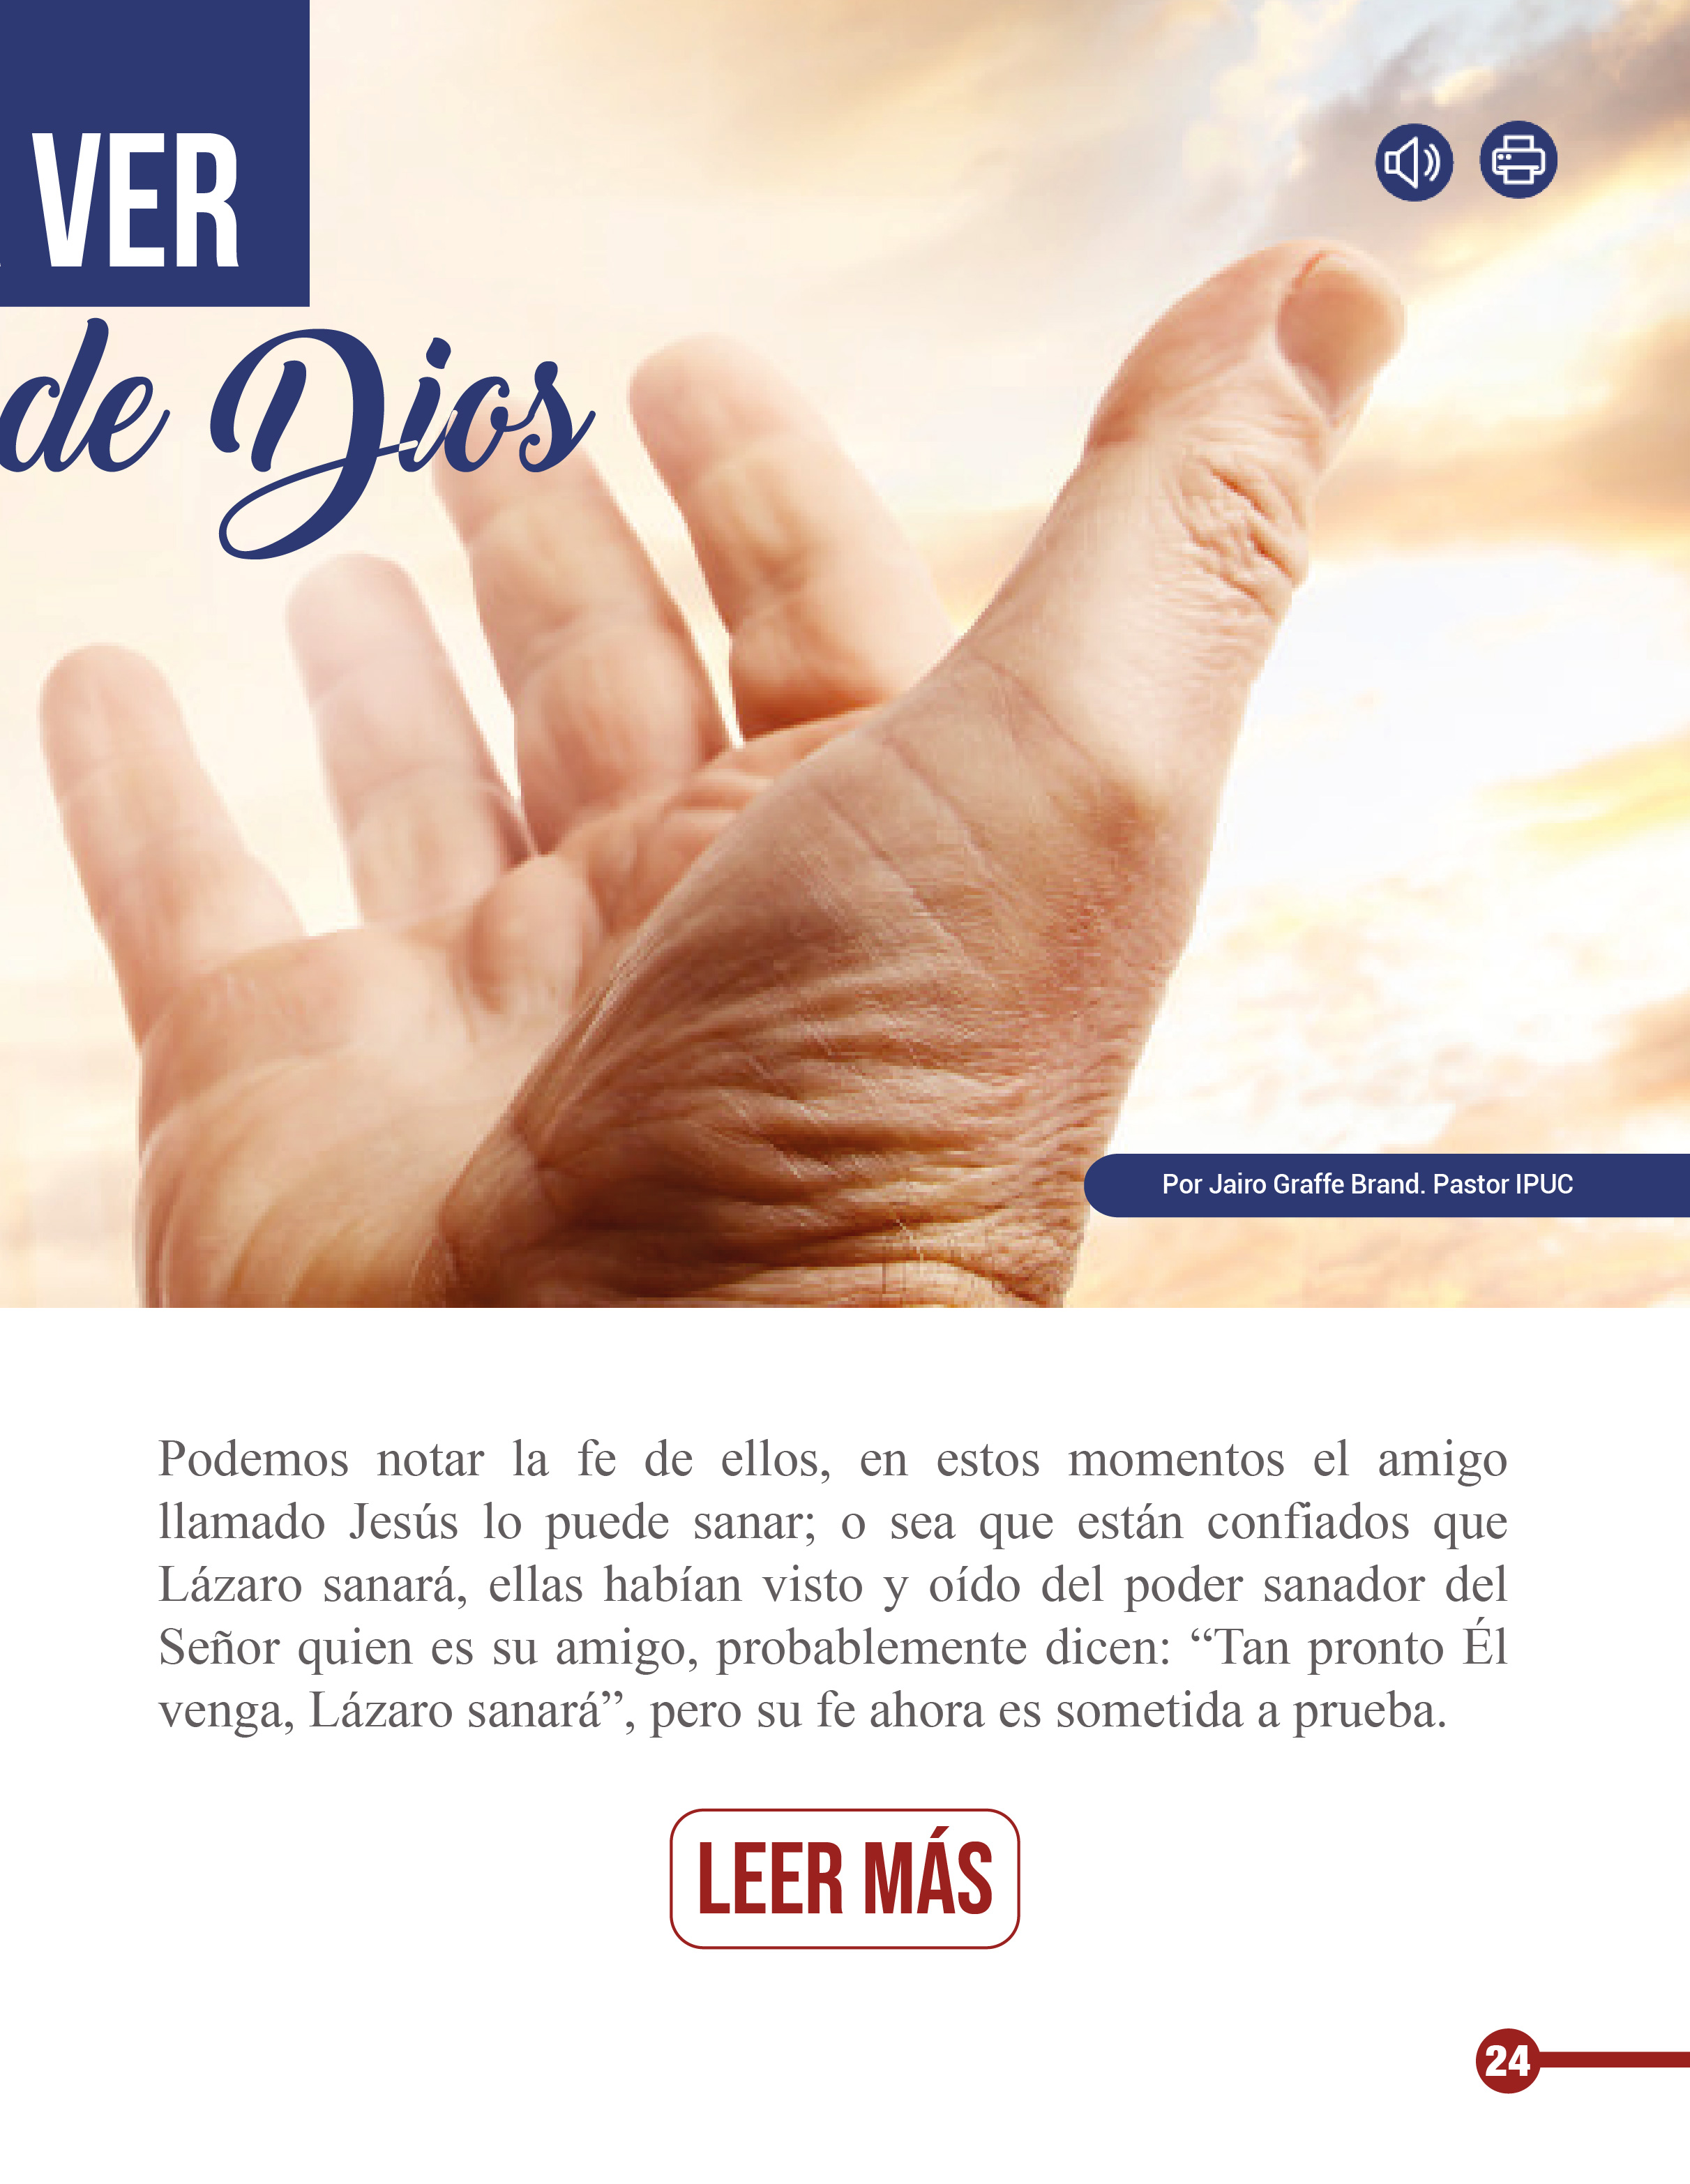 VER
de Dios
Por Jairo Graffe Brand. Pastor IPUC
Podemos notar la fe de ellos, en estos momentos el amigo
llamado Jesús lo puede sanar; o sea que están confiados que
Lázaro sanará, ellas habían visto y oído del poder sanador del
Señor quien es su amigo, probablemente dicen: “Tan pronto Él
venga, Lázaro sanará”, pero su fe ahora es sometida a prueba.
LEER MÁS
24